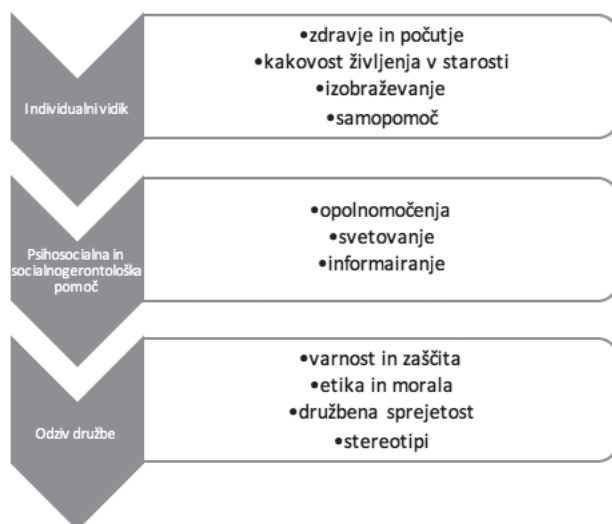 Individualni vidik
•zdravje in počutje
•kakovost življenja v starosti
•izobraževanje
•samopomoč
Psihosocialna in
socialnogerontološka
pomoč
•opolnomočenja
•svetovanje
•informairanje
Odziv družbe
•varnost in zaščita
•etika in morala
•družbena sprejetost
•stereotipi